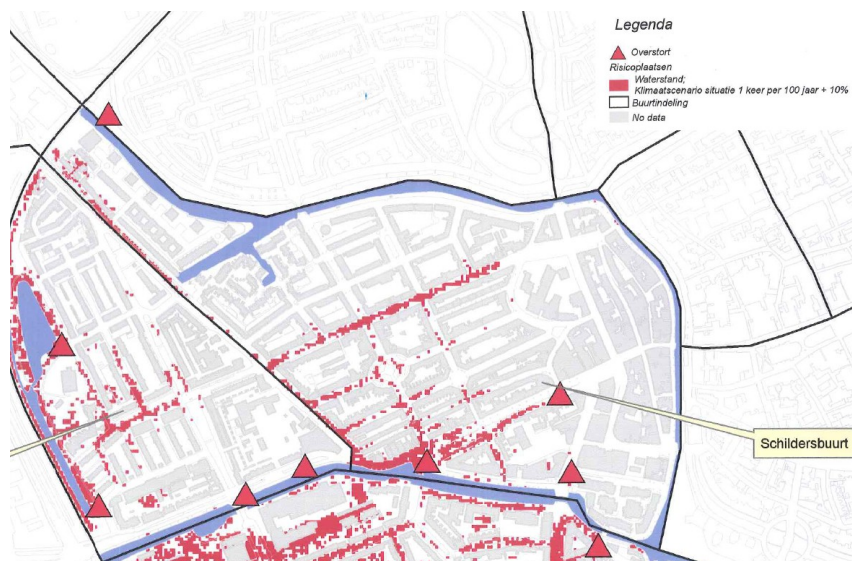 Legenda
Overstort
Risicoplaatsen
Waterstand;
Klimaatscenario situatie 1 keer per 100 jaar + 10%
Buurtindeling
No data
Schildersbuurt